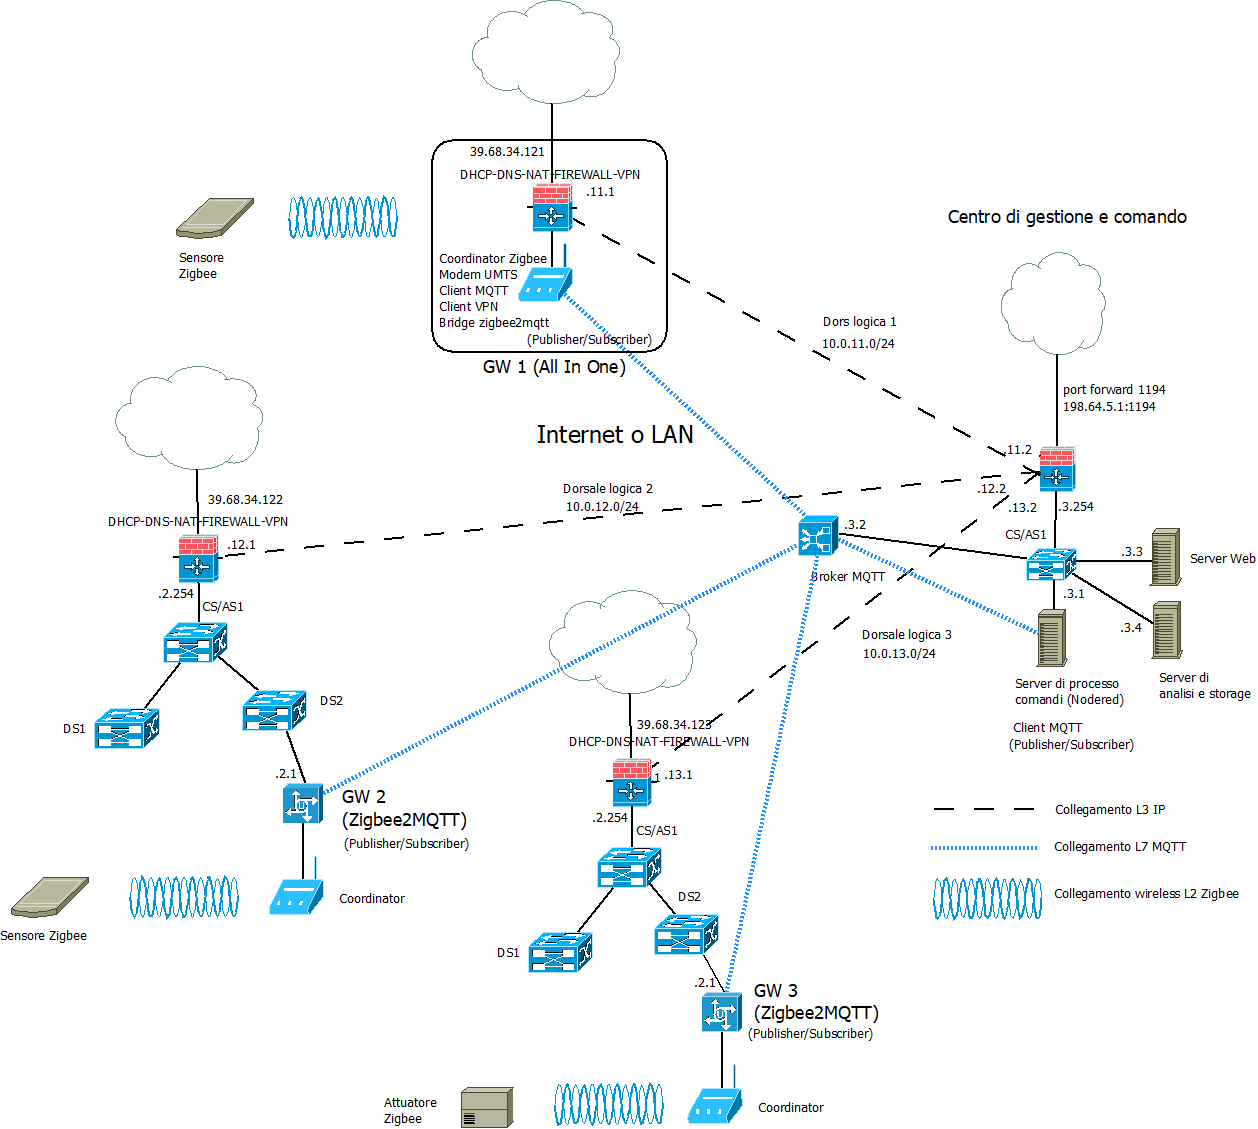 39.68.34.121
DHCP-DNS-NAT-FIREWALL-VPN
.11.1
Sensore
Zigbee
Coordinator Zigbee
Modem UMTS
Client MQTT
Client VPN
Bridge zigbee2mqtt
(Publisher/Subscriber)
GW 1 (All In One)
Centro di gestione e comando
Dors logica 1
10.0.11.0/24
port forward 1194
198.64.5.1:1194
Internet o LAN
11.2
.12.2
.13.2
.3.254
CS/AS1
39.68.34.122
DHCP-DNS-NAT-FIREWALL-VPN
.12.1
Dorsale logica 2
10.0.12.0/24
.3.2
Broker MQTT
.3.3
Server Web
.3.1
.3.4
Server di
analisi e storage
Server di processo
comandi (Nodered)
Client MQTT
(Publisher/Subscriber)
.2.254
CS/AS1
DS1
DS2
.2.1
GW 2
(Zigbee2MQTT)
(Publisher/Subscriber)
Coordinator
Sensore Zigbee
Dorsale logica 3
10.0.13.0/24
39.68.34.123
DHCP-DNS-NAT-FIREWALL-VPN
1
.13.1
.2.254
CS/AS1
DS2
DS1
.2.1
GW 3
(Zigbee2MQTT)
(Publisher/Subscriber)
Coordinator
Attuatore
Zigbee
Collegamento L3 IP
Collegamento L7 MQTT
Collegamento wireless L2 Zigbee